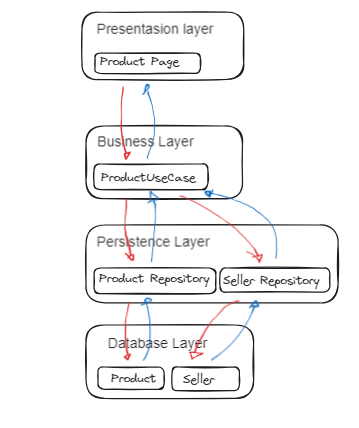 Presentasion layer
Product Page
Business Layer
ProductUseCase
Persistence Layer
Product Repository
Seller Repository
Database Layer
Product
Seller